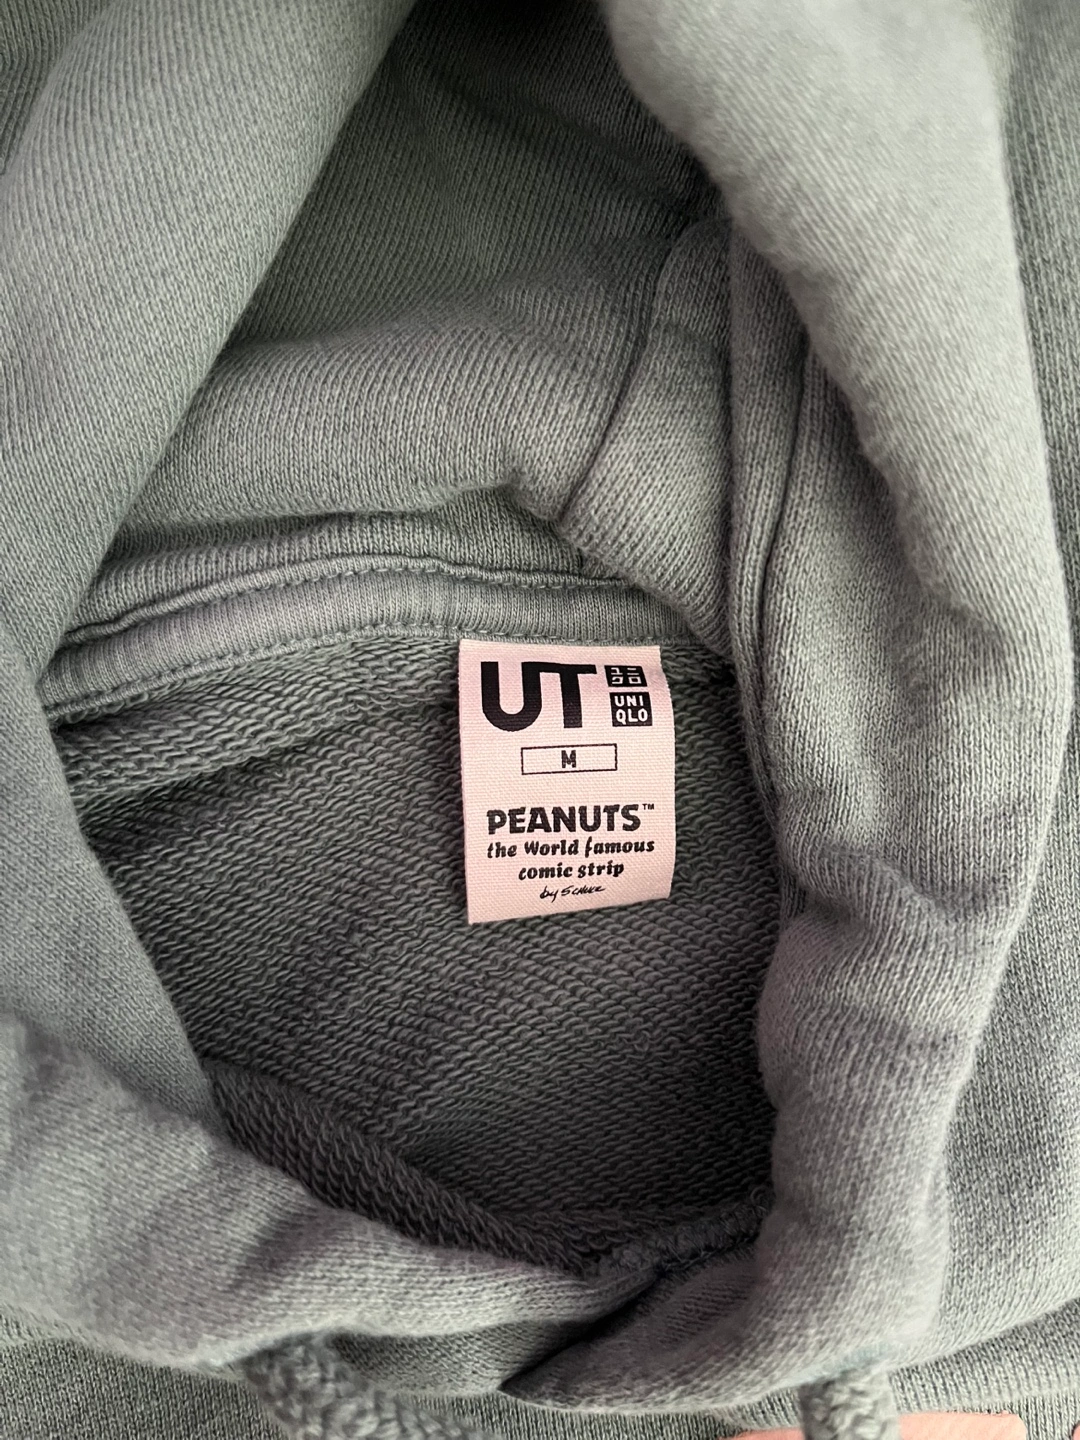 UT
ユニ
クロ
UNI
QLO
M
PEANUTS™
the World famous
comic strip
by SCHULZ